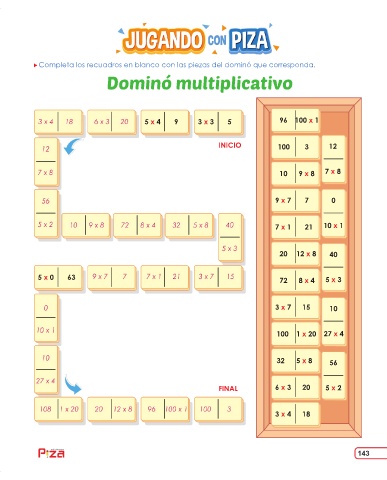 JUGANDO CON PIZA
▶ Completa los recuadros en blanco con las piezas del dominó que corresponda.
Dominó multiplicativo
3 x 4 18 6 x 3 20 5 x 4 9 3 x 3 5
INICIO
12
7 x 8
56
5 x 2 10 9 x 8 72 8 x 4 32 5 x 8 40
5 x 3
5 x 0 63 9 x 7 7 7 x 1 21 3 x 7 15
0
10 x 1
10
27 x 4
FINAL
108 1 x 20 20 12 x 8 96 100 x 1 100 3
96 100 x 1
100 3 12
10 9 x 8 7 x 8
9 x 7 7 0
7 x 1 21 10 x 1
20 12 x 8 40
72 8 x 4 5 x 3
3 x 7 15 10
100 1 x 20 27 x 4
32 5 x 8 56
6 x 3 20 5 x 2
3 x 4 18
Piza
143